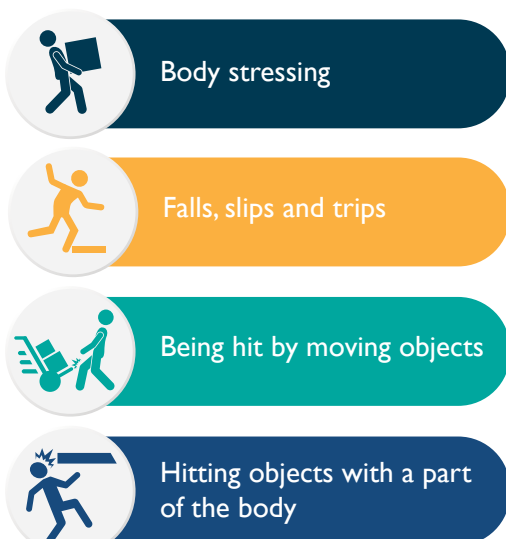 Body stressing
Falls, slips and trips
Being hit by moving objects
Hitting objects with a part
of the body